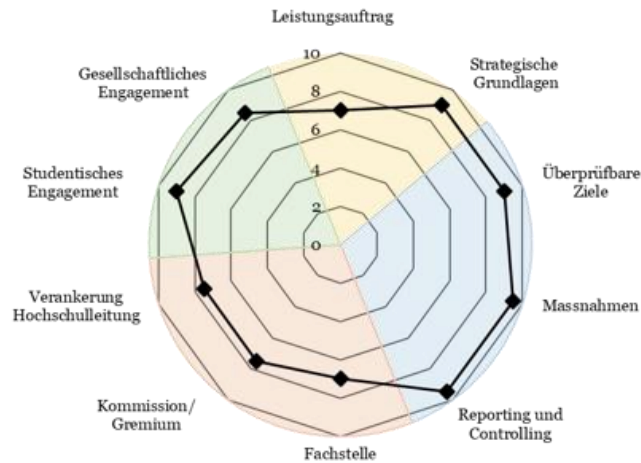 Leistungsauftrag
Strategische
Grundlagen
Überprüfbare
Ziele
Massnahmen
Reporting und
Controlling
Fachstelle
Kommission/
Gremium
Verankerung
Hochschulleitung
Studentisches
Engagement
Gesellschaftliches
Engagement
10
8
6
4
2
0